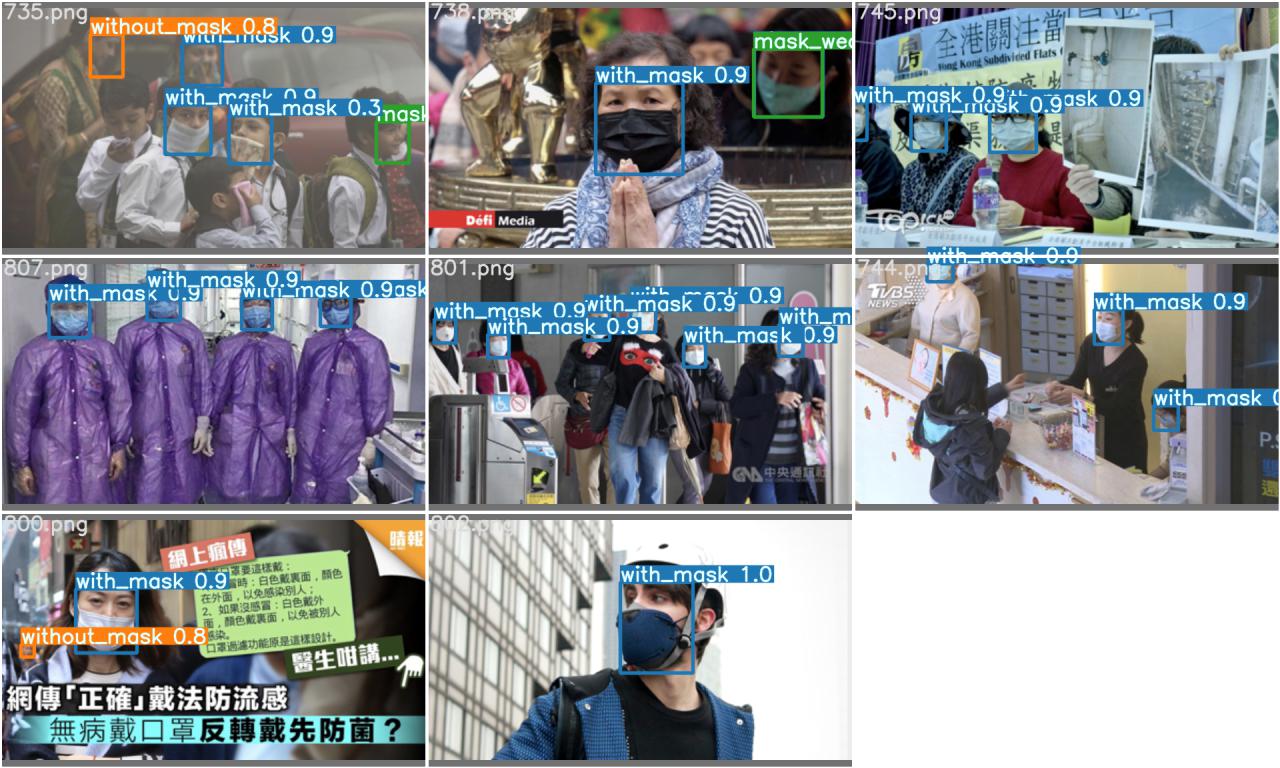 735.png
without_mask 0.8
with_mask 0.9
with_mask 0.9
with_mask 0.3
mask
738.png
with_mask 0.9
mask_wea
Défi Media
745.png
全港關注
Hong Kong Subdivided Flats
with_mask 0.9
with_mask 0.9
mask 0.9
TOPick
807.png
with_mask 0.9
with_mask 0.9
with_mask 0.9
ask
801.png
with_mask 0.9
with_mask 0.9
with_mask 0.9
with_mask 0.9
with_m
with_mask 0.9
中央通訊社
744.png
TVBS
NEWS
with_mask 0.9
with_mask 0.9
with_mask 0
800.png
晴報
網上瘋傳
口罩要這樣戴：
冒時：白色戴裏面，顏色
在外面，以免感染別人；
2、如果沒感冒：白色戴外
面，顏色戴裏面，以免被別人
感染。
口罩過濾功能原是這樣設計。
醫生咁講...
with_mask 0.9
without_mask 0.8
網傳「正確」戴法防流感
無病戴口罩反轉戴先防菌？
with_mask 1.0